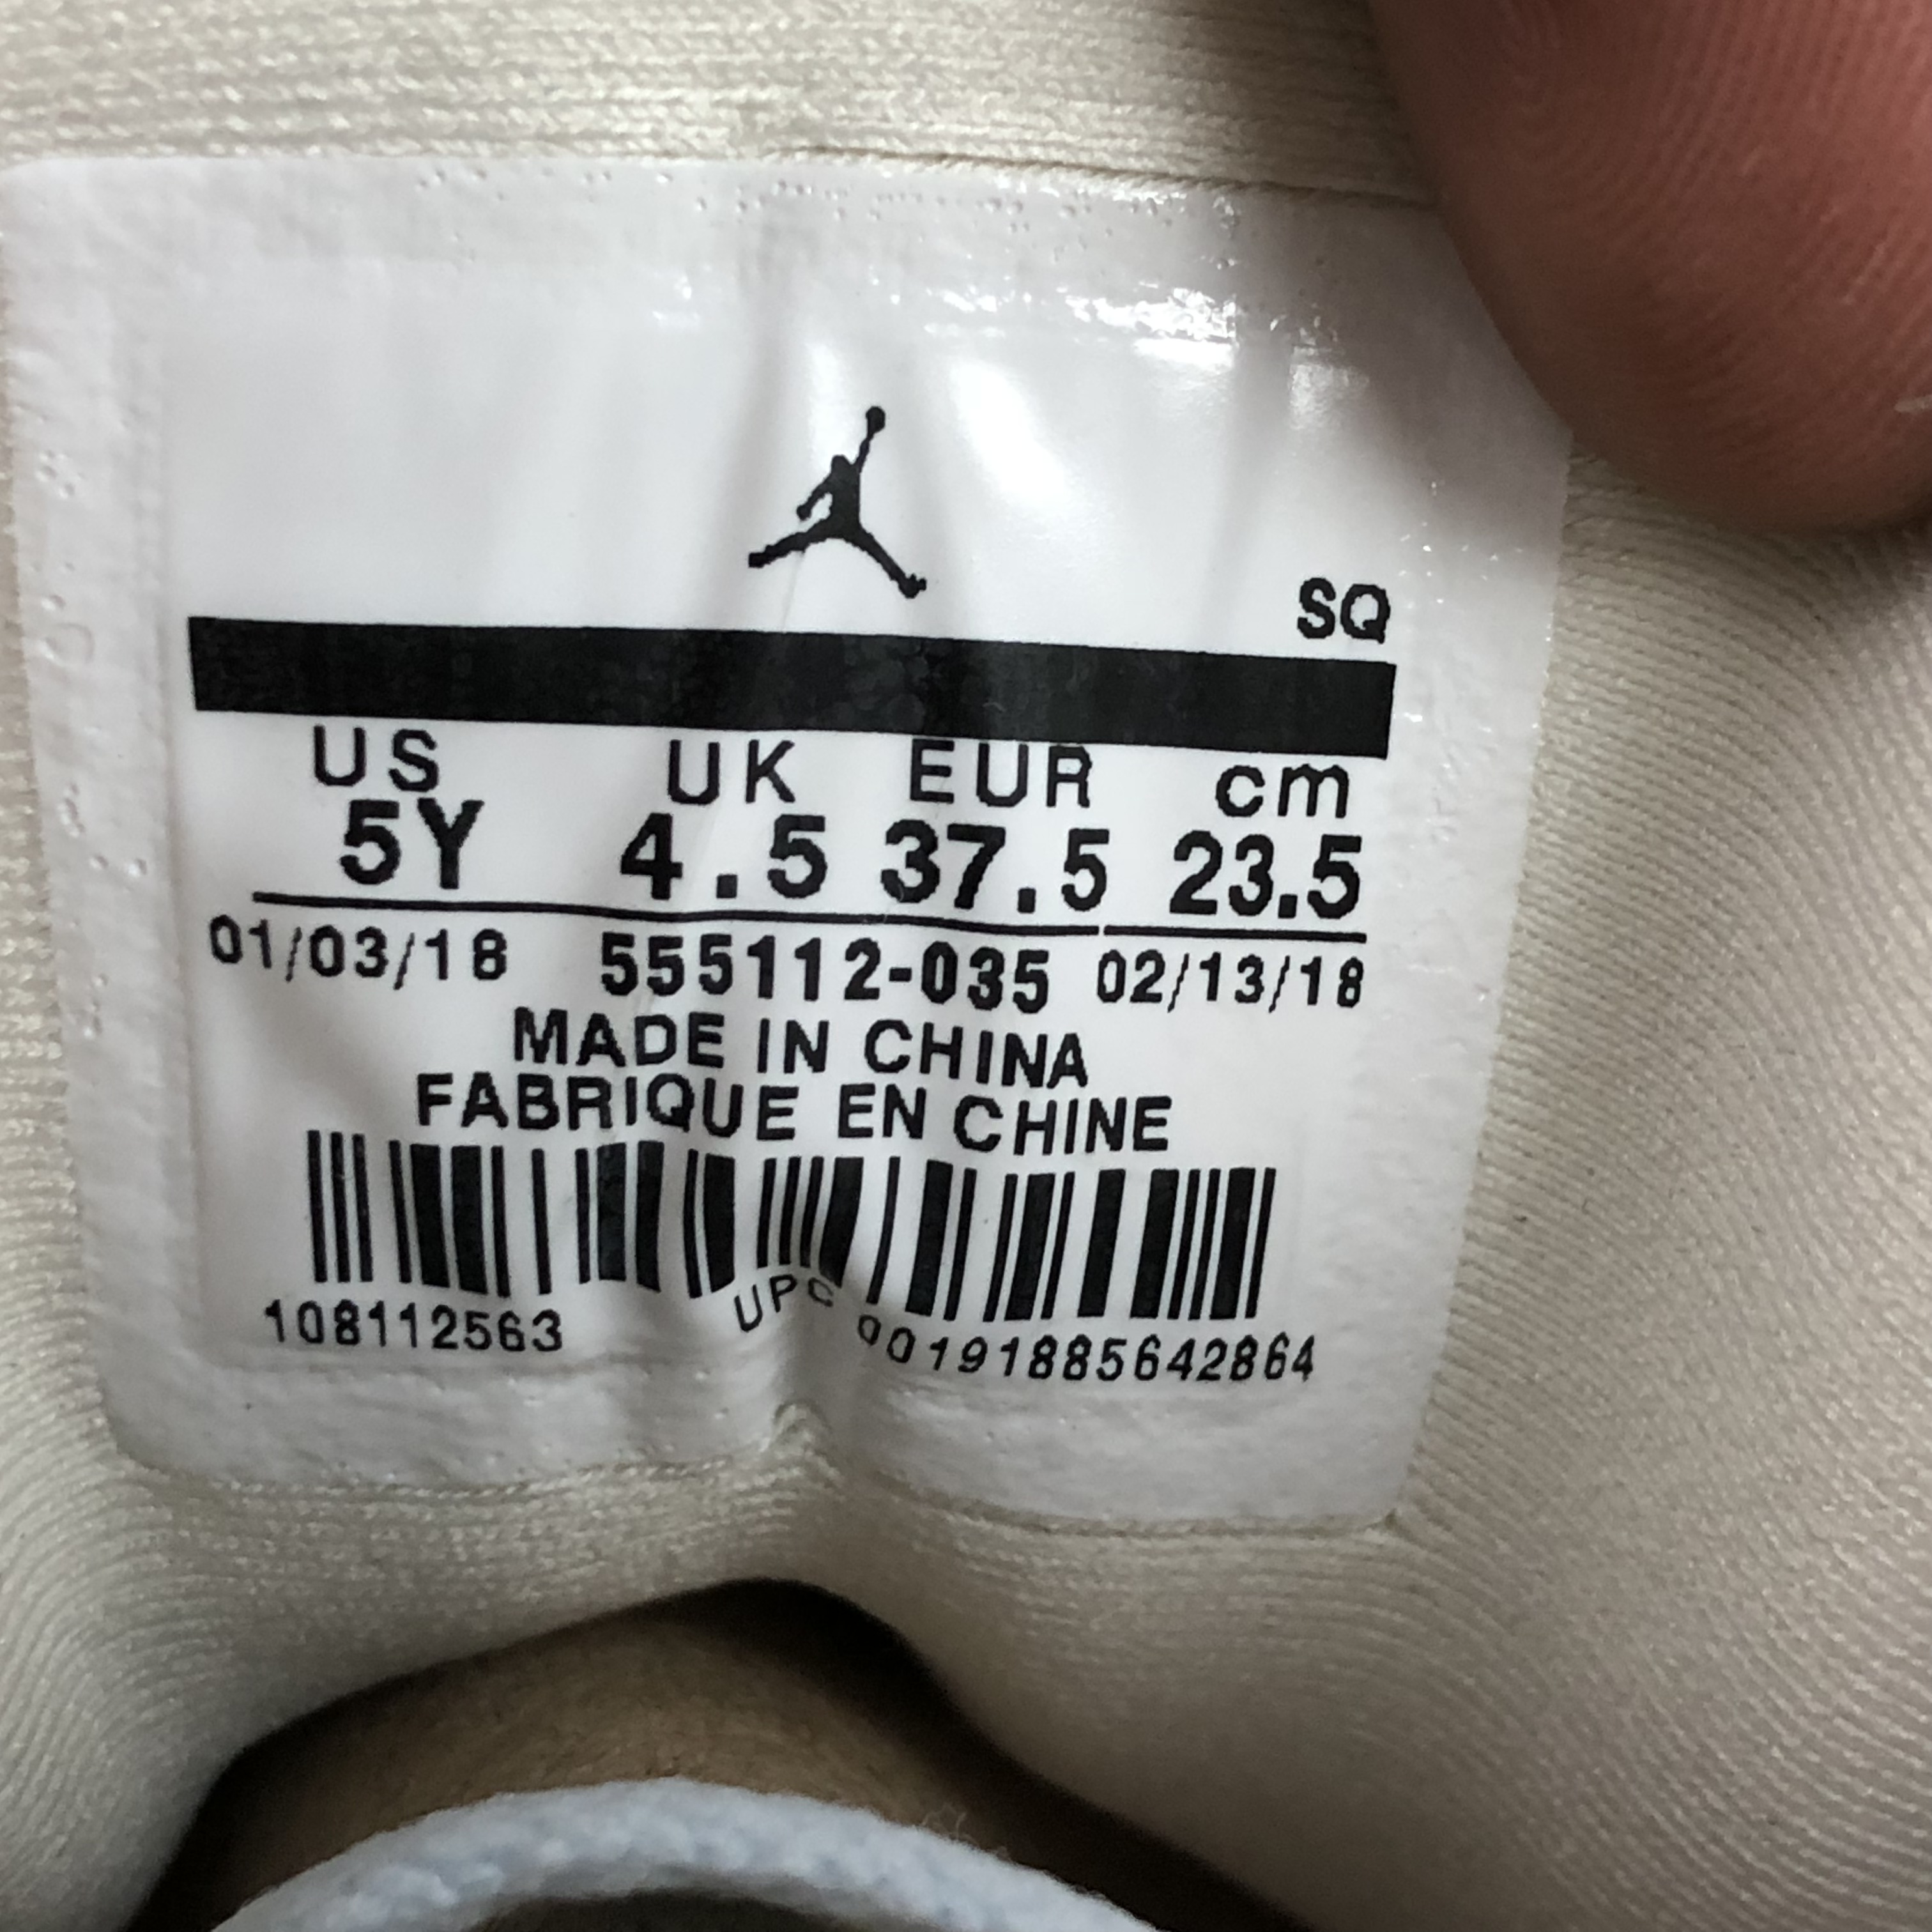 SQ
US UK EUR cm
5Y 4.5 37.5 23.5
01/03/18 555112-035 02/13/18
MADE IN CHINA
FABRIQUE EN CHINE
108112563 UPC 00191885642864